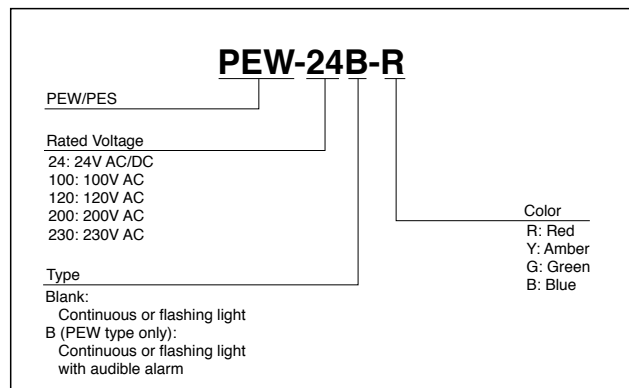 PEW-24B-R
PEW/PES
Rated Voltage
24: 24V AC/DC
100: 100V AC
120: 120V AC
200: 200V AC
230: 230V AC
Type
Blank:
Continuous or flashing light
B (PEW type only):
Continuous or flashing light
with audible alarm
Color
R: Red
Y: Amber
G: Green
B: Blue